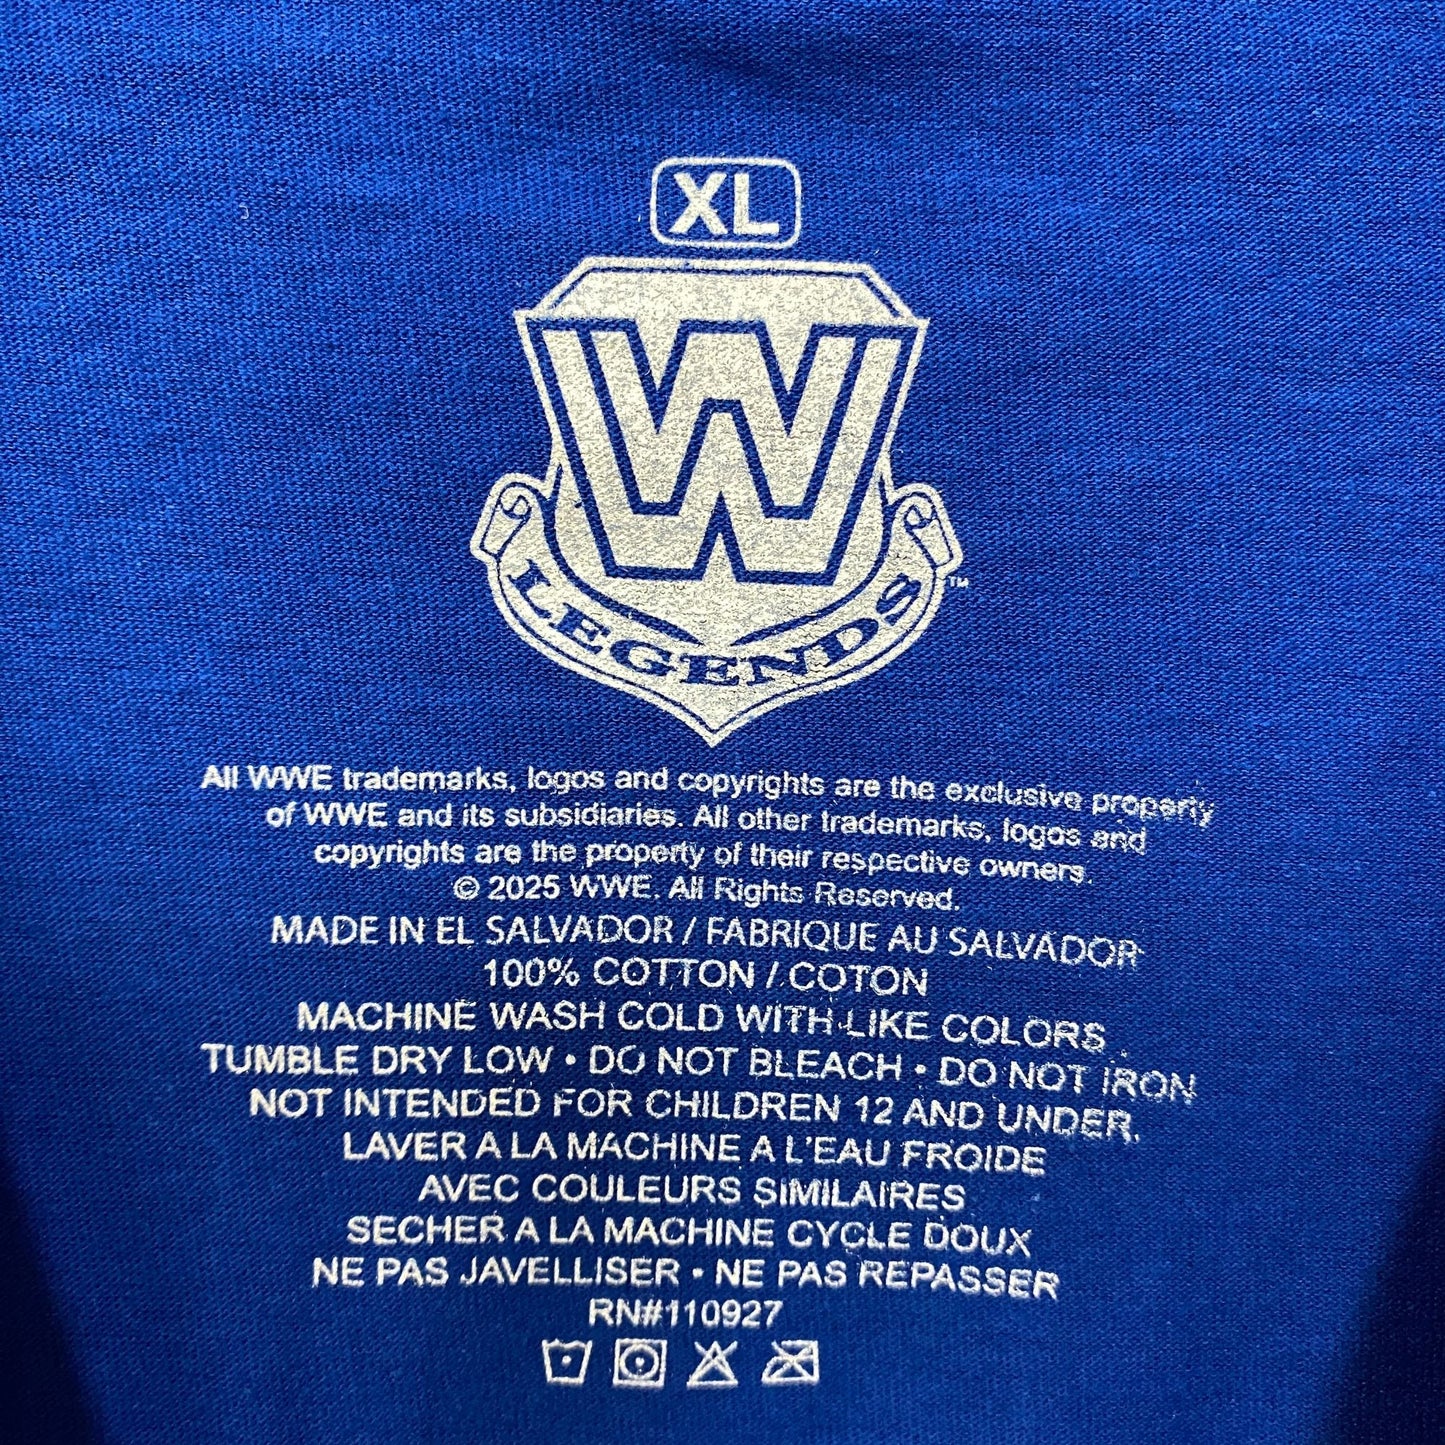 XL
W
LEGENDS
™
All WWE trademarks, logos and copyrights are the exclusive property
of WWE and its subsidiaries. All other trademarks, logos and
copyrights are the property of their respective owners.
© 2025 WWE. All Rights Reserved.
MADE IN EL SALVADOR / FABRIQUE AU SALVADOR
100% COTTON / COTON
MACHINE WASH COLD WITH LIKE COLORS
TUMBLE DRY LOW • DO NOT BLEACH • DO NOT IRON
NOT INTENDED FOR CHILDREN 12 AND UNDER.
LAVER A LA MACHINE A L'EAU FROIDE
AVEC COULEURS SIMILAIRES
SECHER A LA MACHINE CYCLE DOUX
NE PAS JAVELLISER • NE PAS REPASSER
RN#110927